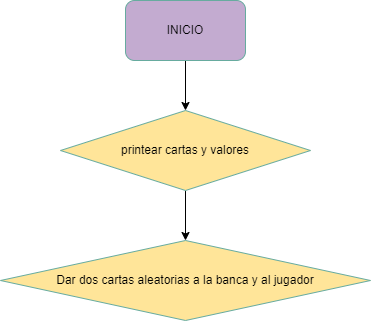 INICIO
printear cartas y valores
Dar dos cartas aleatorias a la banca y al jugador